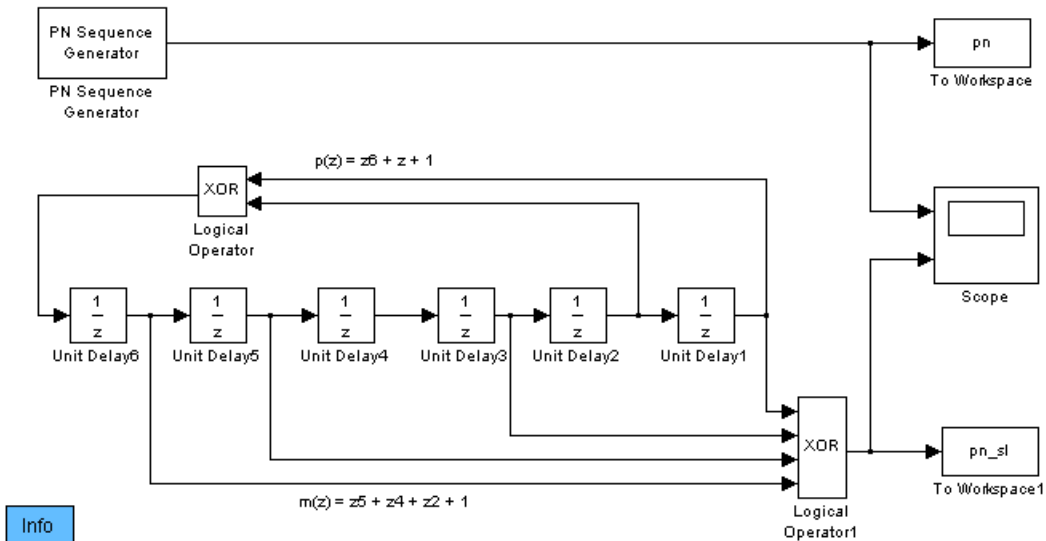 PN Sequence
Generator
PN Sequence
Generator
pn
To Workspace
p(z) = z6 + z + 1
XOR
Logical
Operator
Scope
1
z
Unit Delay6
1
z
Unit Delay5
1
z
Unit Delay4
1
z
Unit Delay3
1
z
Unit Delay2
1
z
Unit Delay1
XOR
Logical
Operator1
pn_sl
To Workspace1
m(z) = z5 + z4 + z2 + 1
Info